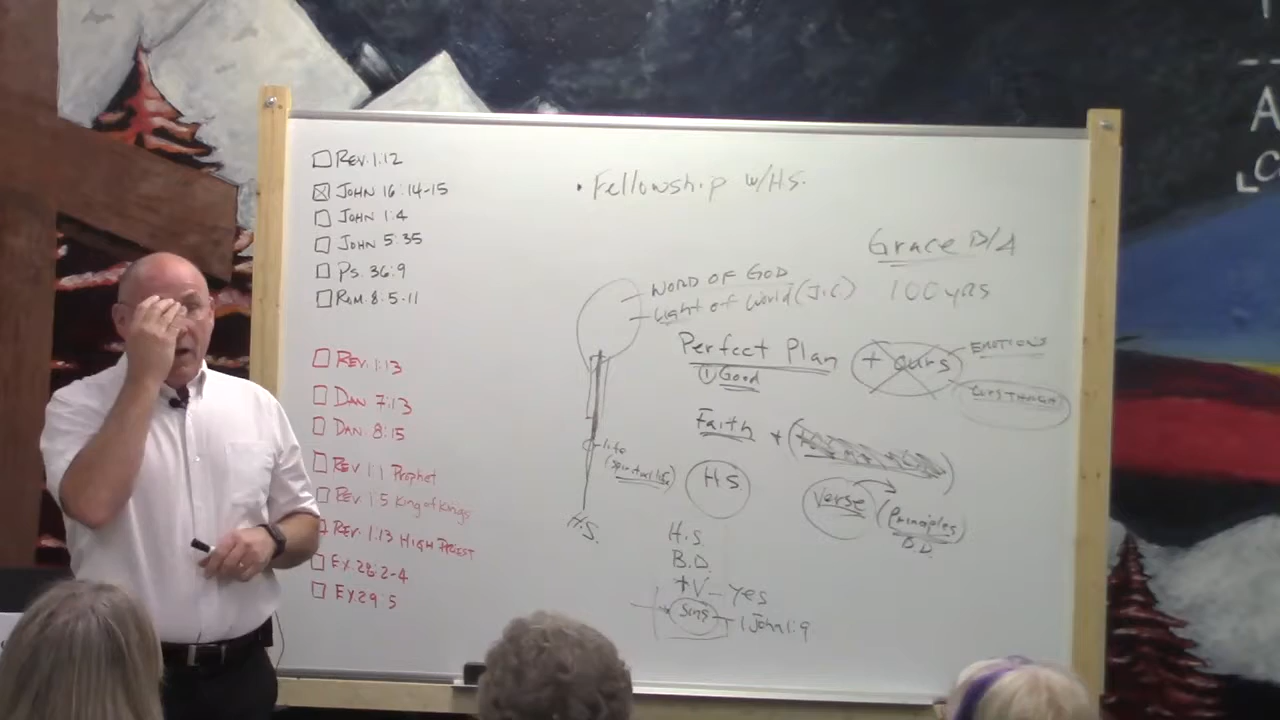 ☐ REV. 1:12
☒ JOHN 16:14-15
☐ JOHN 1:4
☐ JOHN 5:35
☐ PS. 36:9
☐ ROM. 8:5-11
☐ REV. 1:13
☐ DAN 7:13
☐ DAN. 8:15
☐ REV 1:1 Prophet
☐ REV. 1:5 King of Kings
☐ REV. 1:13 HIGH PRIEST
☐ EX. 28:2-4
☐ EX. 29:5
• Fellowship w/H.S.
Grace D/A
100 yrs
WORD OF GOD
Light of World (J.C)
Perfect Plan
① Good
+ ours
EMOTIONS
Faith +
life
(spiritual life)
H.S.
HS
verse
(Principles)
B.D.
H.S
B.D.
+V – Yes
Sins – 1 John 1:9
A
C